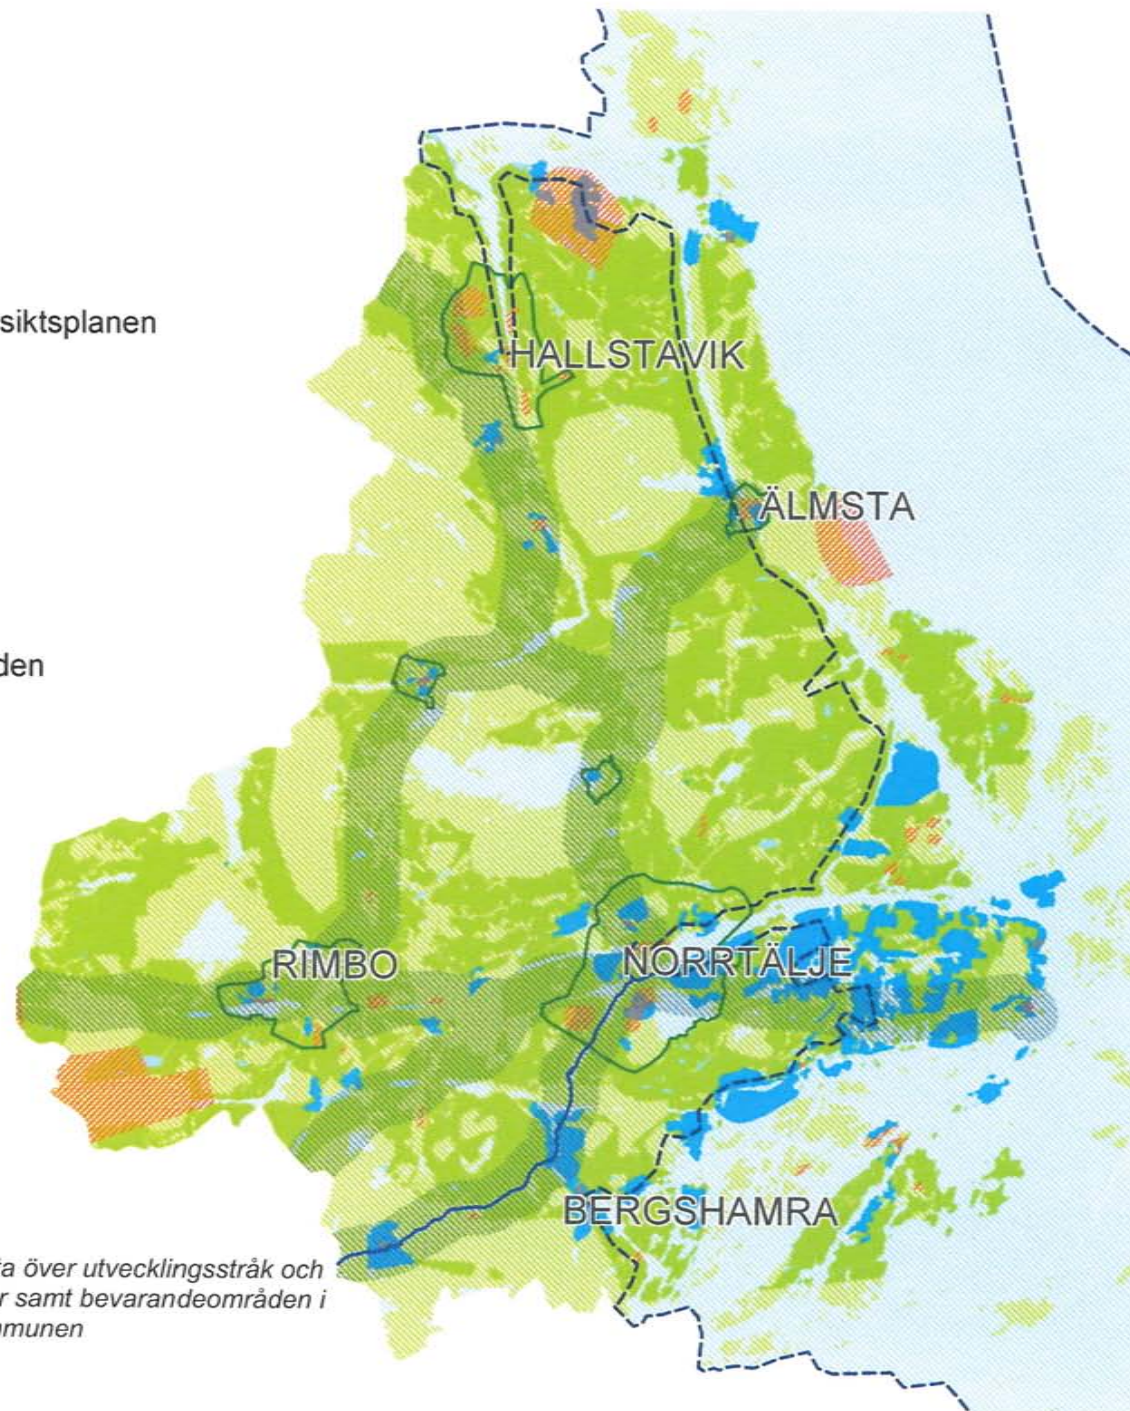 siktsplanen
HALLSTAVIK
ÄLMSTA
den
RIMBO
NORRTÄLJE
BERGSHAMRA
a över utvecklingsstråk och
r samt bevarandeområden i
munen